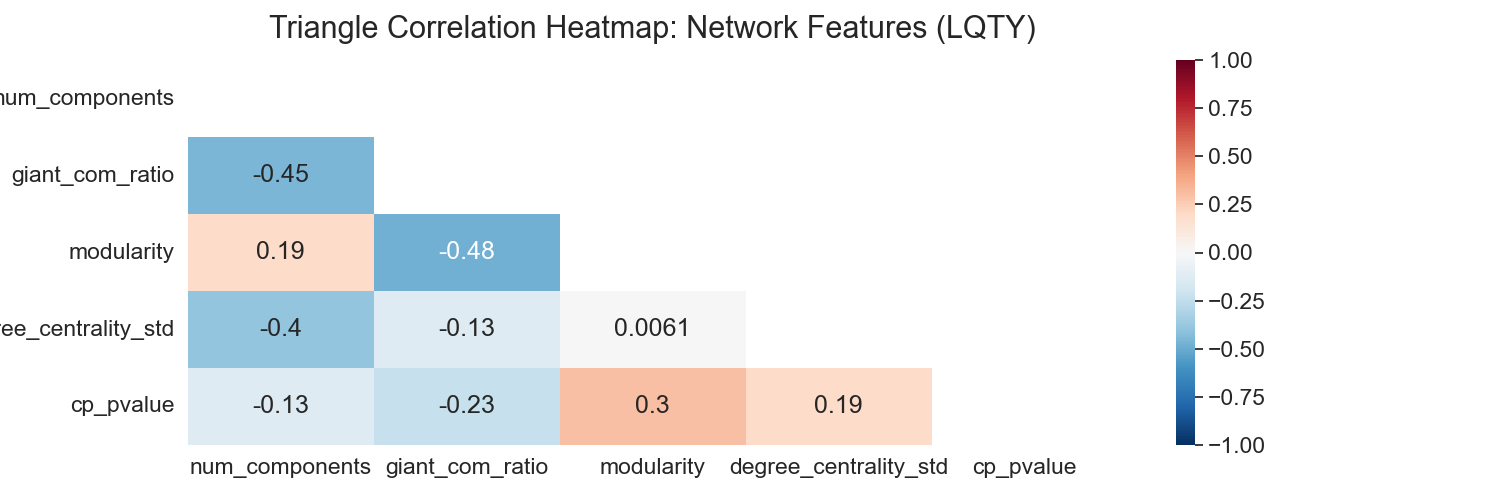 Triangle Correlation Heatmap: Network Features (LQTY)
num_components
giant_com_ratio -0.45
modularity 0.19 -0.48
ree_centrality_std -0.4 -0.13 0.0061
cp_pvalue -0.13 -0.23 0.3 0.19
num_components giant_com_ratio modularity degree_centrality_std cp_pvalue
1.00
0.75
0.50
0.25
0.00
−0.25
−0.50
−0.75
−1.00